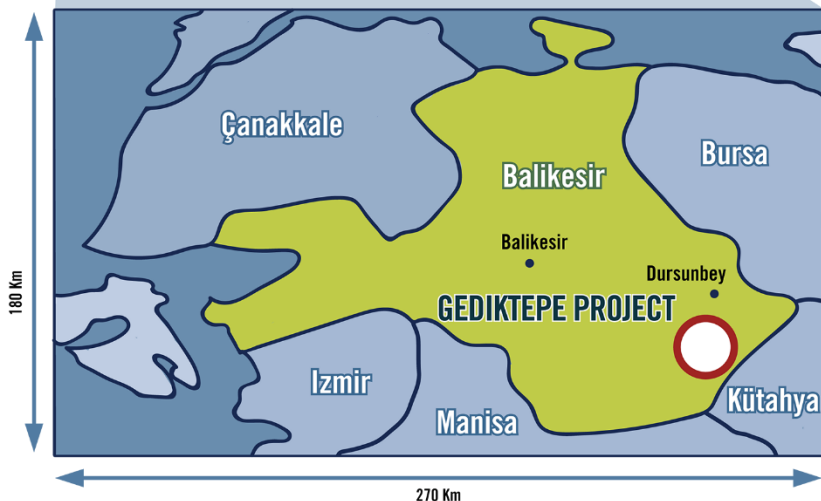 Çanakkale
Bursa
Balikesir
Balikesir
Dursunbey
GEDIKTEPE PROJECT
180 Km
Izmir
Manisa
Kütahya
270 Km